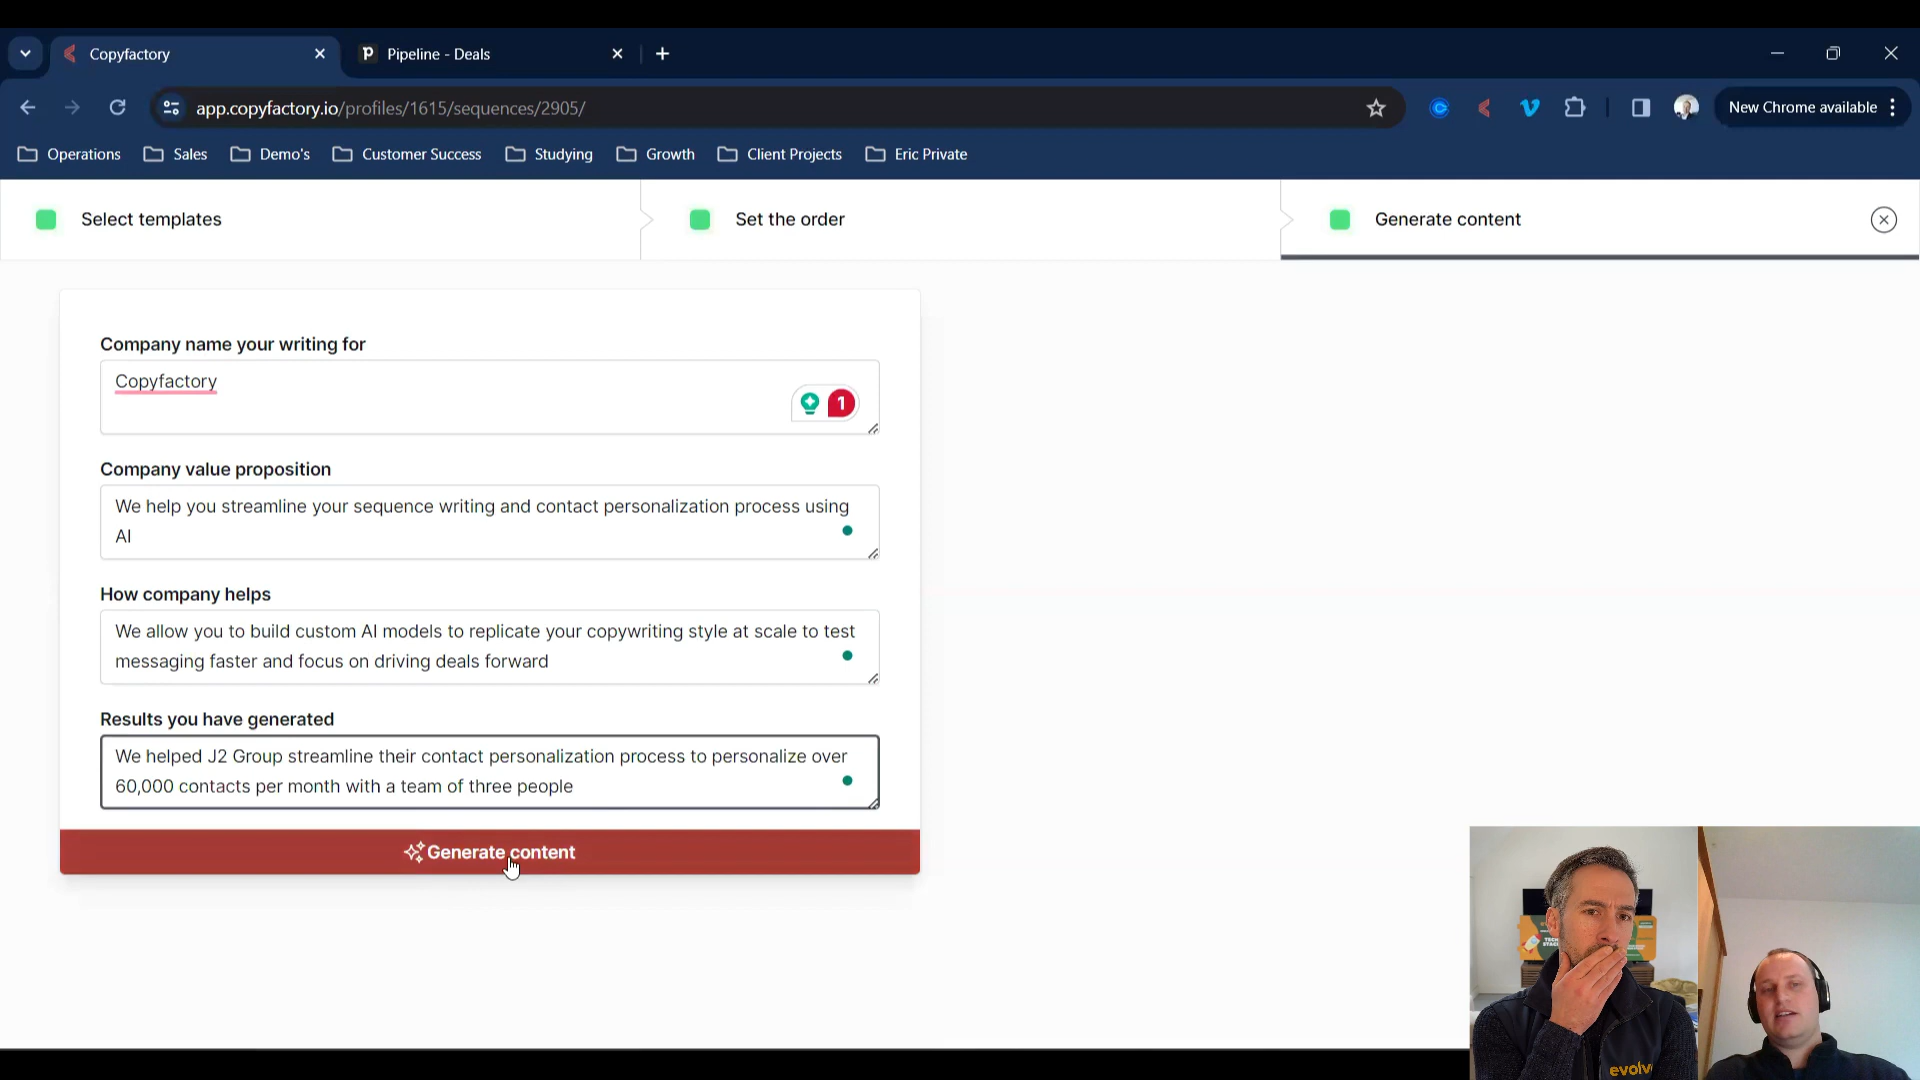 Copyfactory
Pipeline - Deals
app.copyfactory.io/profiles/1615/sequences/2905/
New Chrome available
Operations
Sales
Demo's
Customer Success
Studying
Growth
Client Projects
Eric Private
Select templates
Set the order
Generate content
Company name your writing for
Copyfactory
1
Company value proposition
We help you streamline your sequence writing and contact personalization process using
AI
How company helps
We allow you to build custom AI models to replicate your copywriting style at scale to test
messaging faster and focus on driving deals forward
Results you have generated
We helped J2 Group streamline their contact personalization process to personalize over
60,000 contacts per month with a team of three people
Generate content